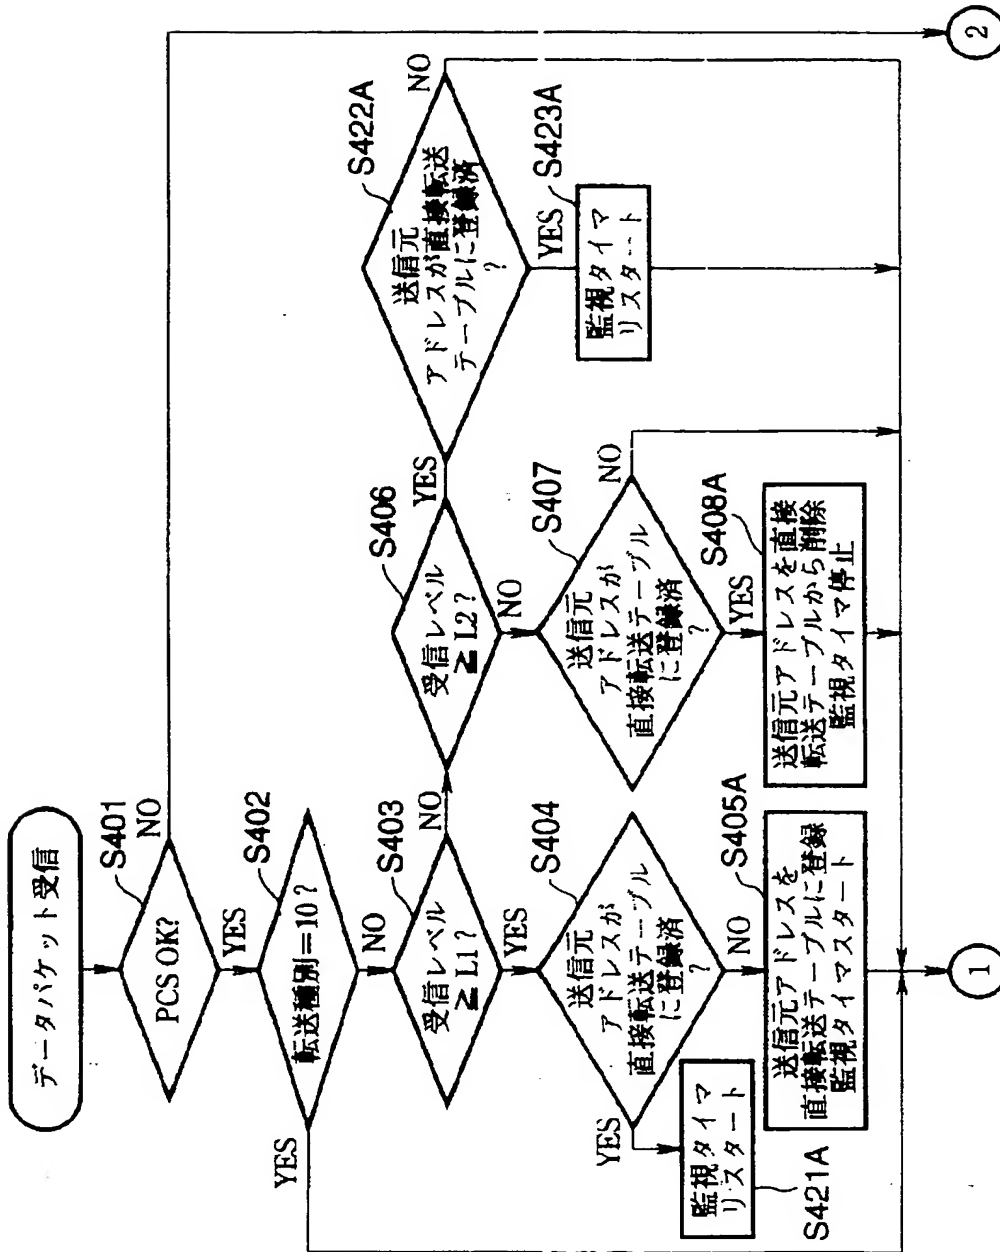 データパケット受信
S401
PCS OK?
NO
YES
S402
転送種別=10?
YES
NO
S403
受信レベル
≧L1?
NO
YES
S404
送信元
アドレスが
直接転送テーブル
に登録済
?
YES
NO
監視タイマ
リスタート
S421A
S405A
送信元アドレスを
直接転送テーブルに登録
監視タイマスタート
S406
受信レベル
≧L2?
YES
NO
S407
送信元
アドレスが
直接転送テーブル
に登録済
?
NO
YES
S408A
送信元アドレスを直接
転送テーブルから削除
監視タイマ停止
S422A
送信元
アドレスが直接転送
テーブルに登録済
?
NO
YES
S423A
監視タイマ
リスタート
1
2